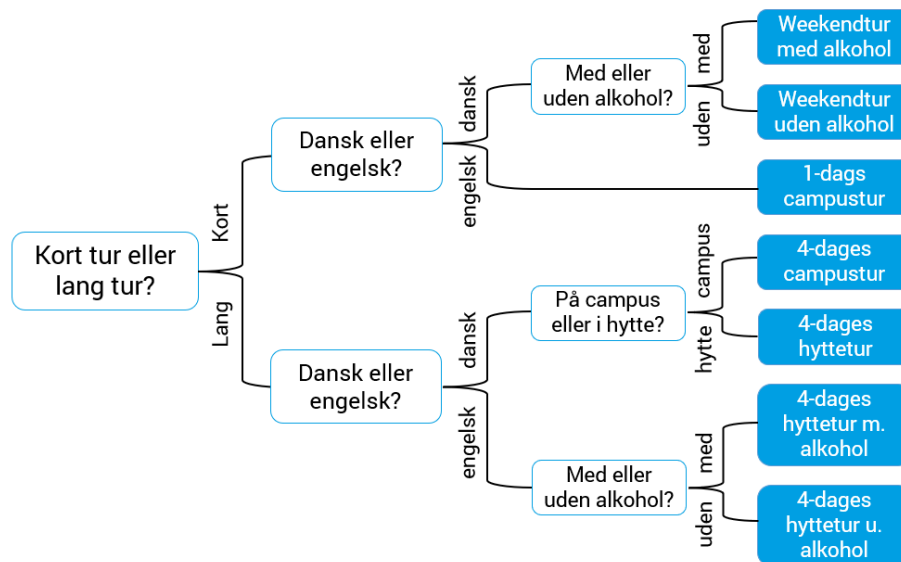 Kort tur eller
lang tur?
Kort
Lang
Dansk eller
engelsk?
dansk
engelsk
Med eller
uden alkohol?
med
uden
Weekendtur
med alkohol
Weekendtur
uden alkohol
1-dags
campustur
Dansk eller
engelsk?
dansk
engelsk
På campus
eller i hytte?
campus
hytte
4-dages
campustur
4-dages
hyttetur
Med eller
uden alkohol?
med
uden
4-dages
hyttetur m.
alkohol
4-dages
hyttetur u.
alkohol